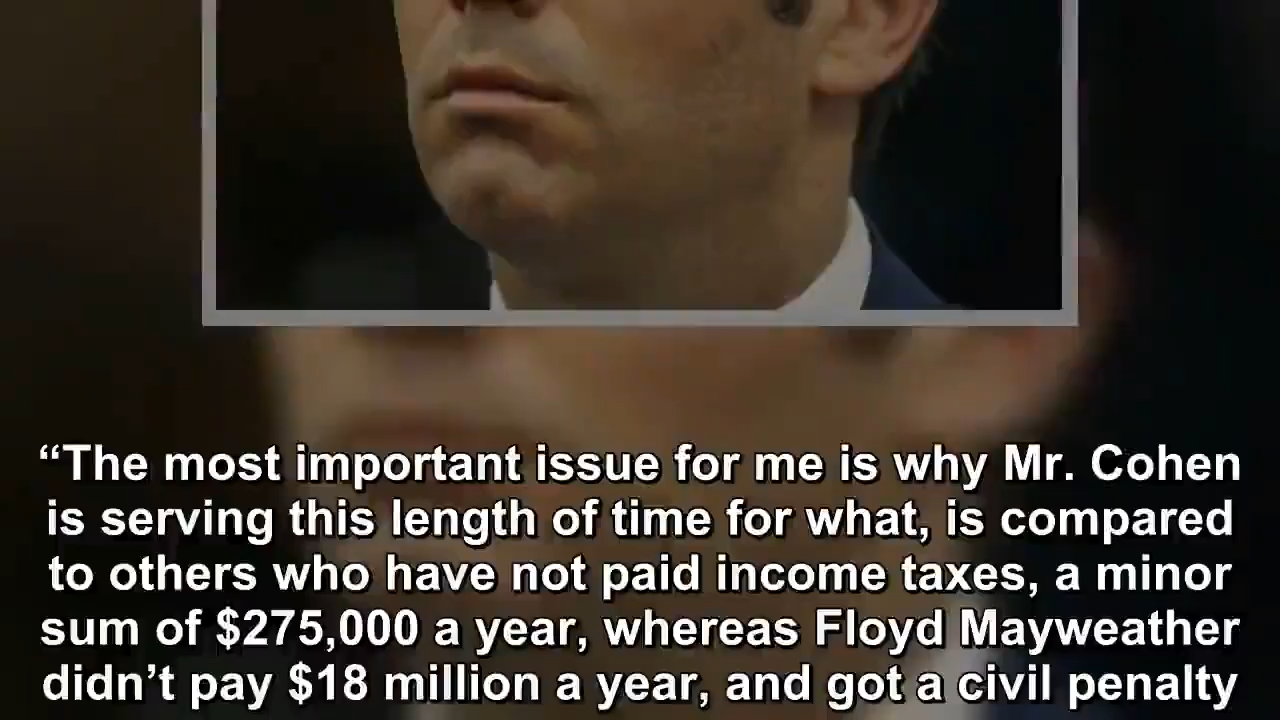 “The most important issue for me is why Mr. Cohen
is serving this length of time for what, is compared
to others who have not paid income taxes, a minor
sum of $275,000 a year, whereas Floyd Mayweather
didn’t pay $18 million a year, and got a civil penalty